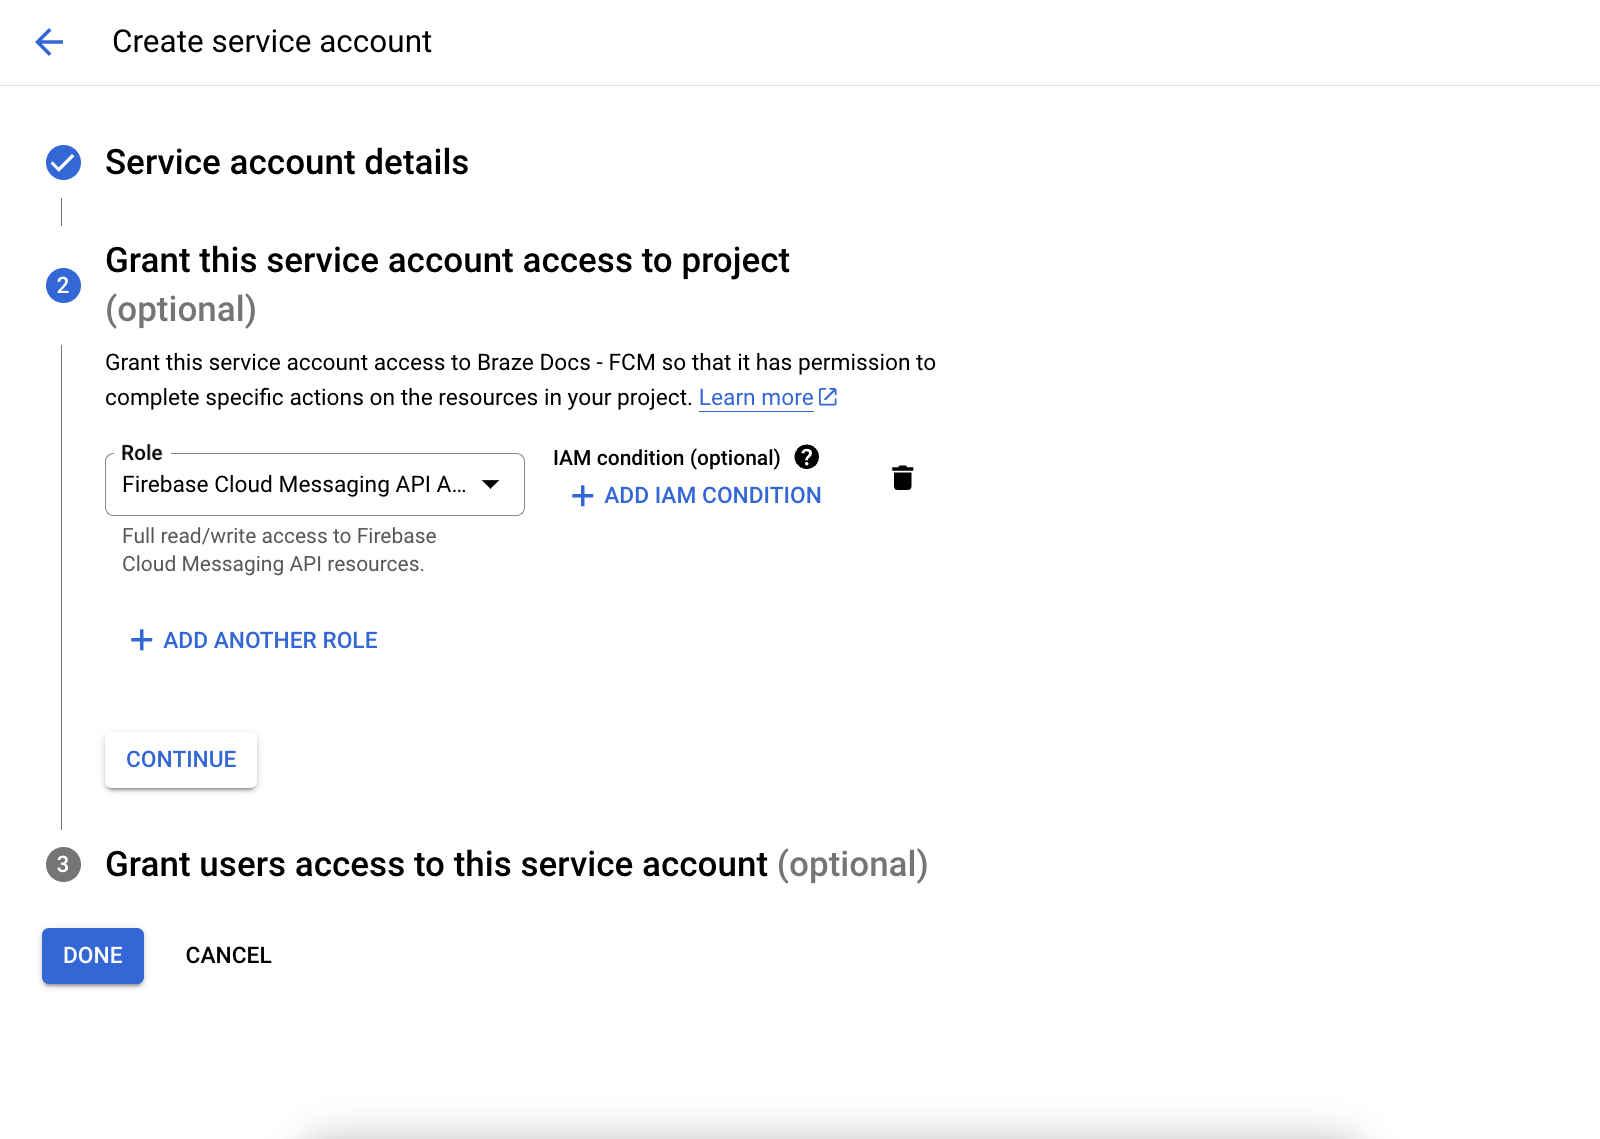 Create service account
Service account details
2
Grant this service account access to project
(optional)
Grant this service account access to Braze Docs - FCM so that it has permission to
complete specific actions on the resources in your project. Learn more
Role
Firebase Cloud Messaging API A...
IAM condition (optional) ?
+ ADD IAM CONDITION
Full read/write access to Firebase
Cloud Messaging API resources.
+ ADD ANOTHER ROLE
CONTINUE
3
Grant users access to this service account (optional)
DONE
CANCEL